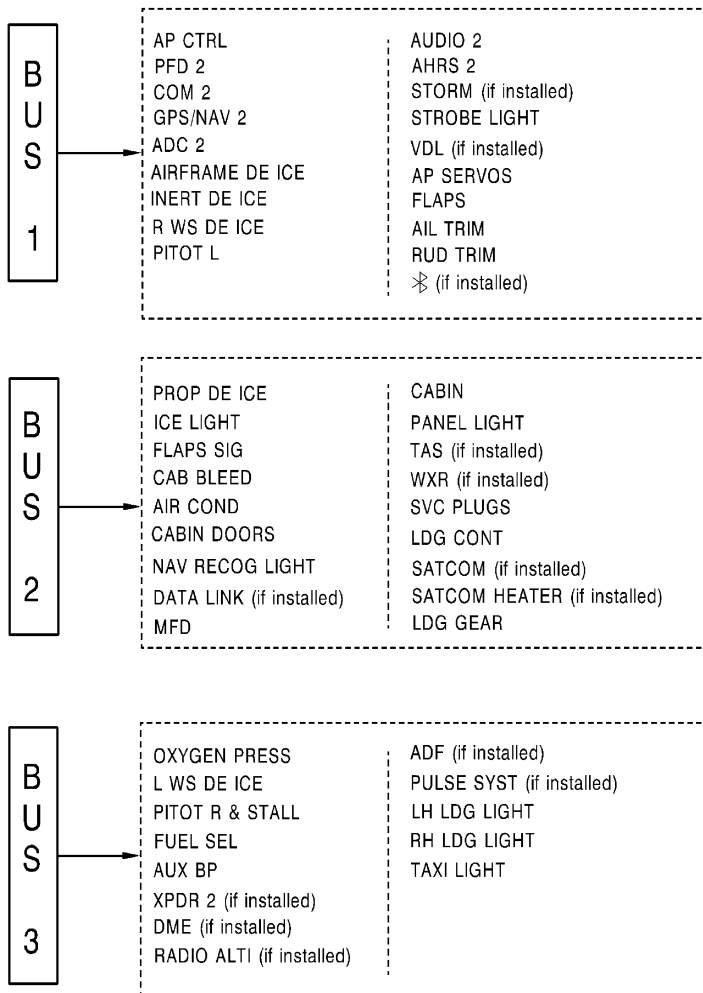 BUS 1
AP CTRL
PFD 2
COM 2
GPS/NAV 2
ADC 2
AIRFRAME DE ICE
INERT DE ICE
R WS DE ICE
PITOT L
AUDIO 2
AHRS 2
STORM (if installed)
STROBE LIGHT
VDL (if installed)
AP SERVOS
FLAPS
AIL TRIM
RUD TRIM
(if installed)
BUS 2
PROP DE ICE
ICE LIGHT
FLAPS SIG
CAB BLEED
AIR COND
CABIN DOORS
NAV RECOG LIGHT
DATA LINK (if installed)
MFD
CABIN
PANEL LIGHT
TAS (if installed)
WXR (if installed)
SVC PLUGS
LDG CONT
SATCOM (if installed)
SATCOM HEATER (if installed)
LDG GEAR
BUS 3
OXYGEN PRESS
L WS DE ICE
PITOT R & STALL
FUEL SEL
AUX BP
XPDR 2 (if installed)
DME (if installed)
RADIO ALTI (if installed)
ADF (if installed)
PULSE SYST (if installed)
LH LDG LIGHT
RH LDG LIGHT
TAXI LIGHT